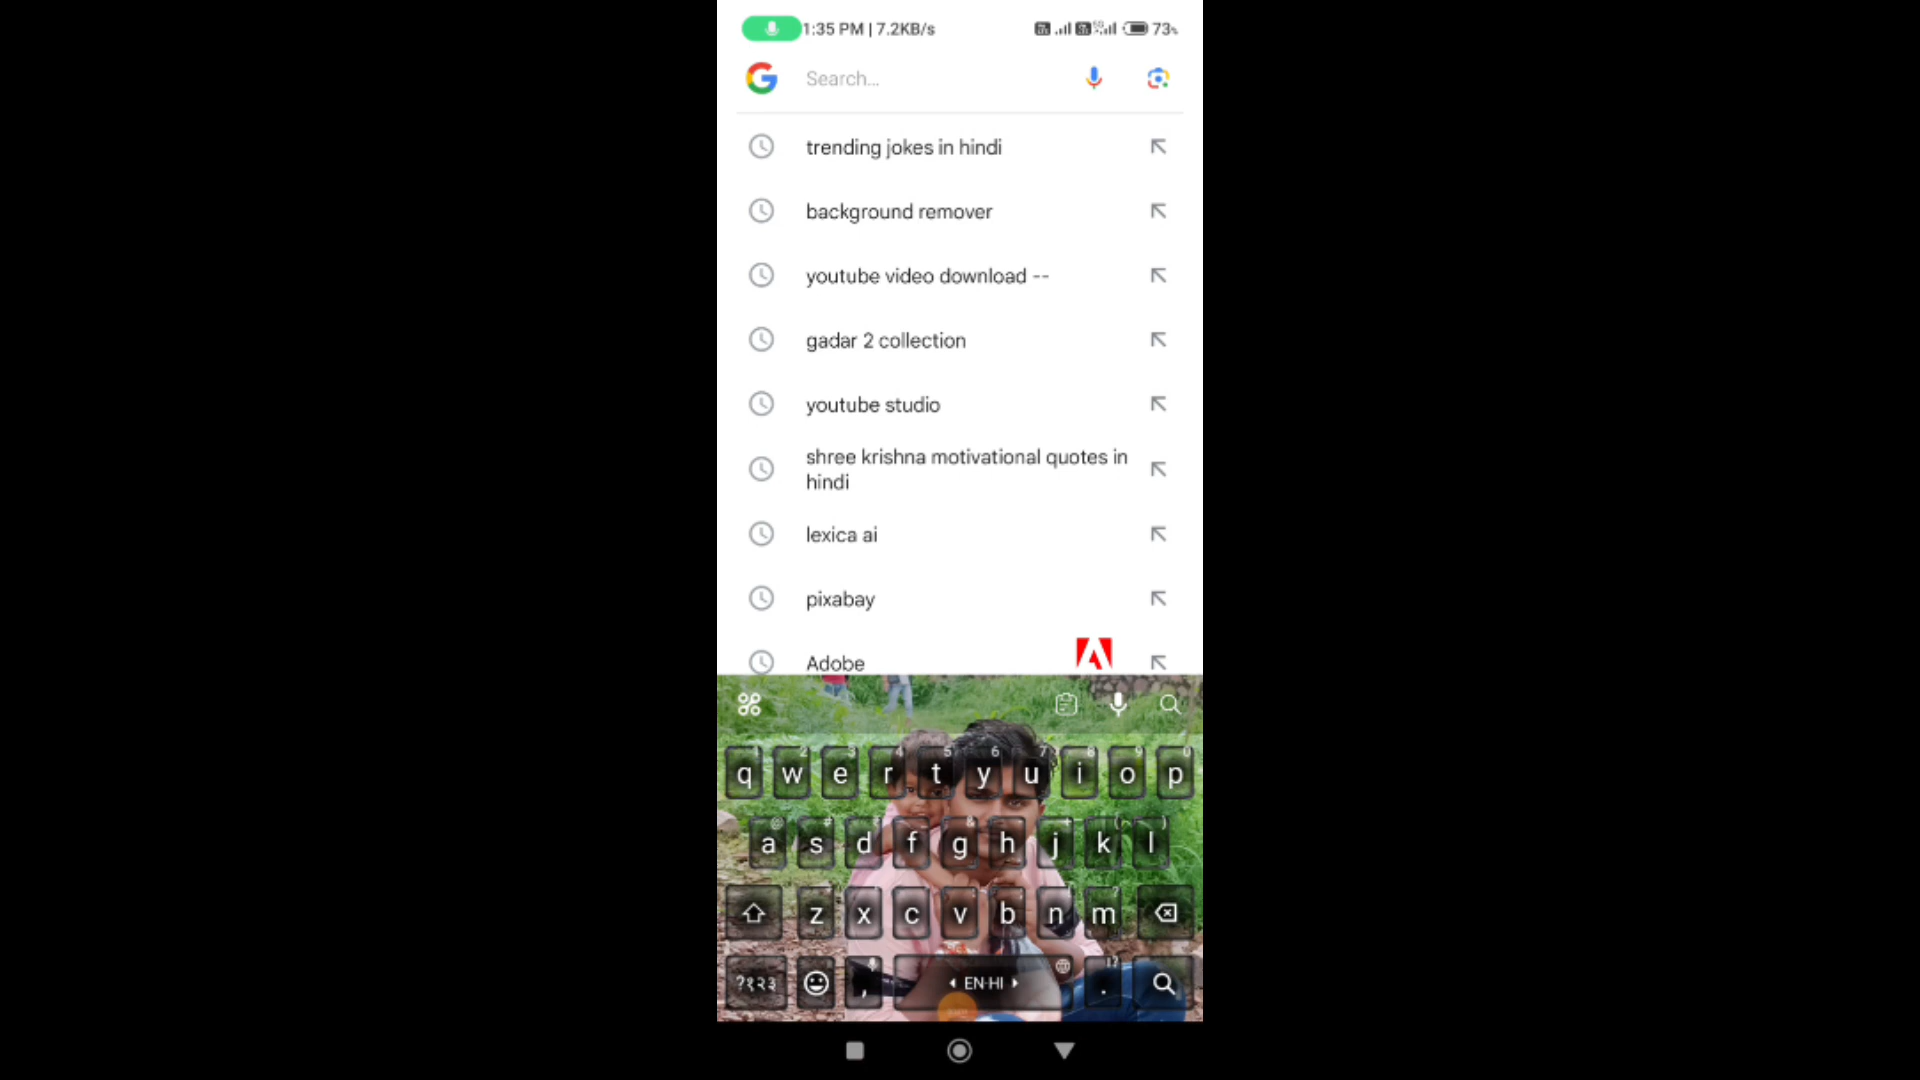 1:35 PM | 7.2KB/s 73%
Search...
trending jokes in hindi
background remover
youtube video download --
gadar 2 collection
youtube studio
shree krishna motivational quotes in
hindi
lexica ai
pixabay
Adobe
q w e r t y u i o p
a s d f g h j k l
z x c v b n m
?१२३ , EN-HI .